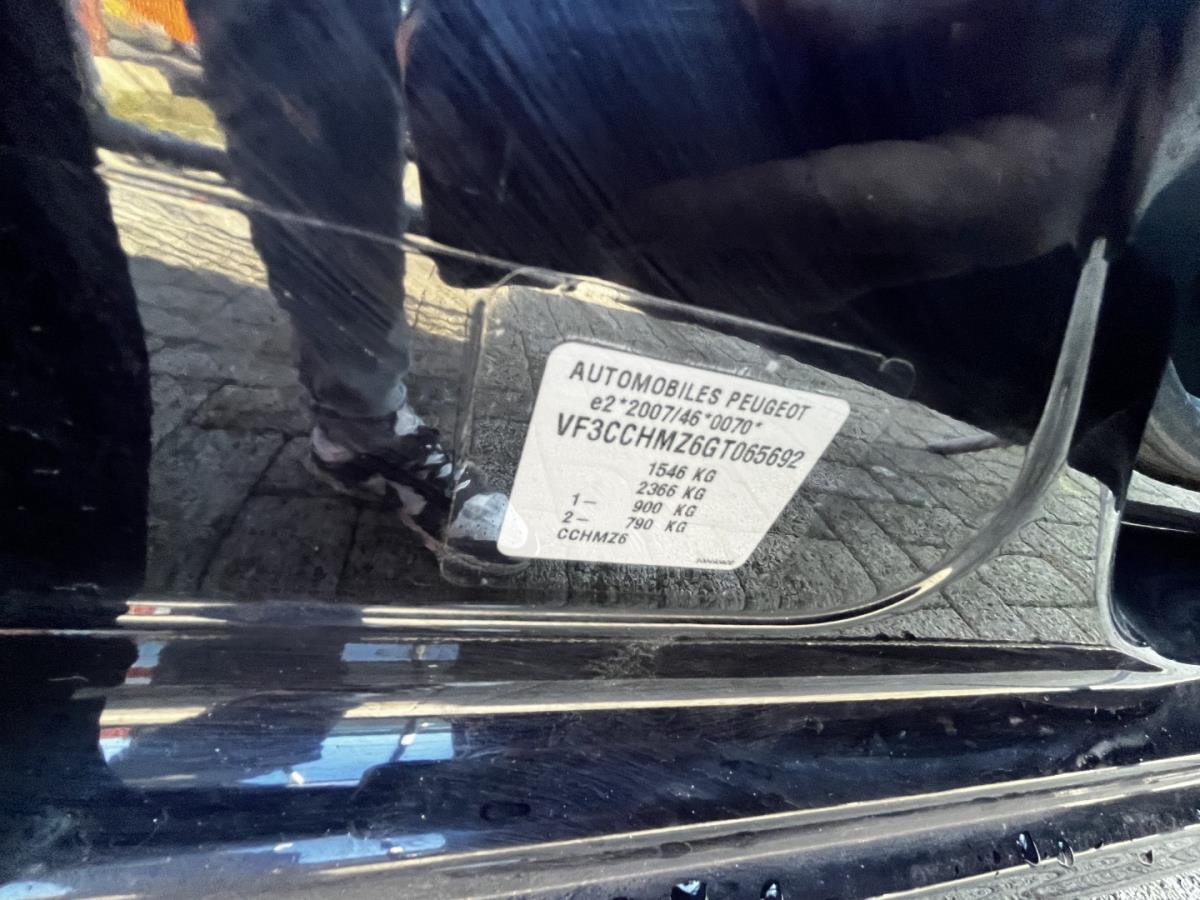 AUTOMOBILES PEUGEOT
e2*2007/46*0070*
VF3CCHMZ6GT065692
1546 KG
2366 KG
1— 900 KG
2— 790 KG
CCHMZ6